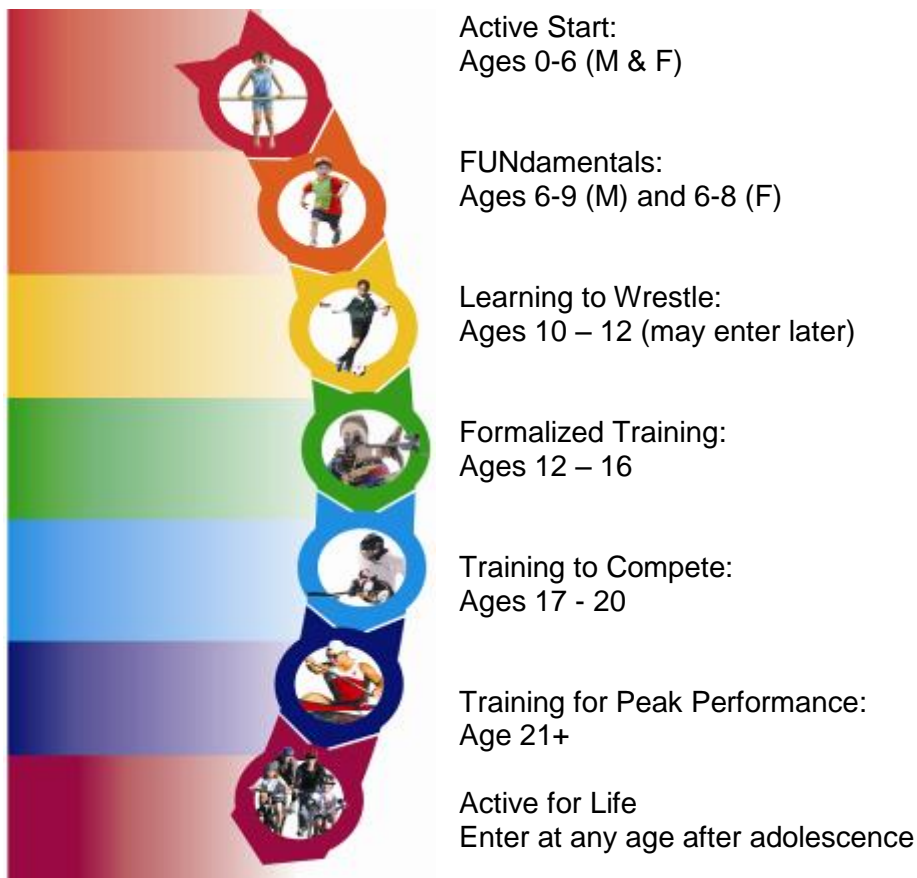 Active Start:
Ages 0-6 (M & F)
FUNdamentals:
Ages 6-9 (M) and 6-8 (F)
Learning to Wrestle:
Ages 10 – 12 (may enter later)
Formalized Training:
Ages 12 – 16
Training to Compete:
Ages 17 - 20
Training for Peak Performance:
Age 21+
Active for Life
Enter at any age after adolescence